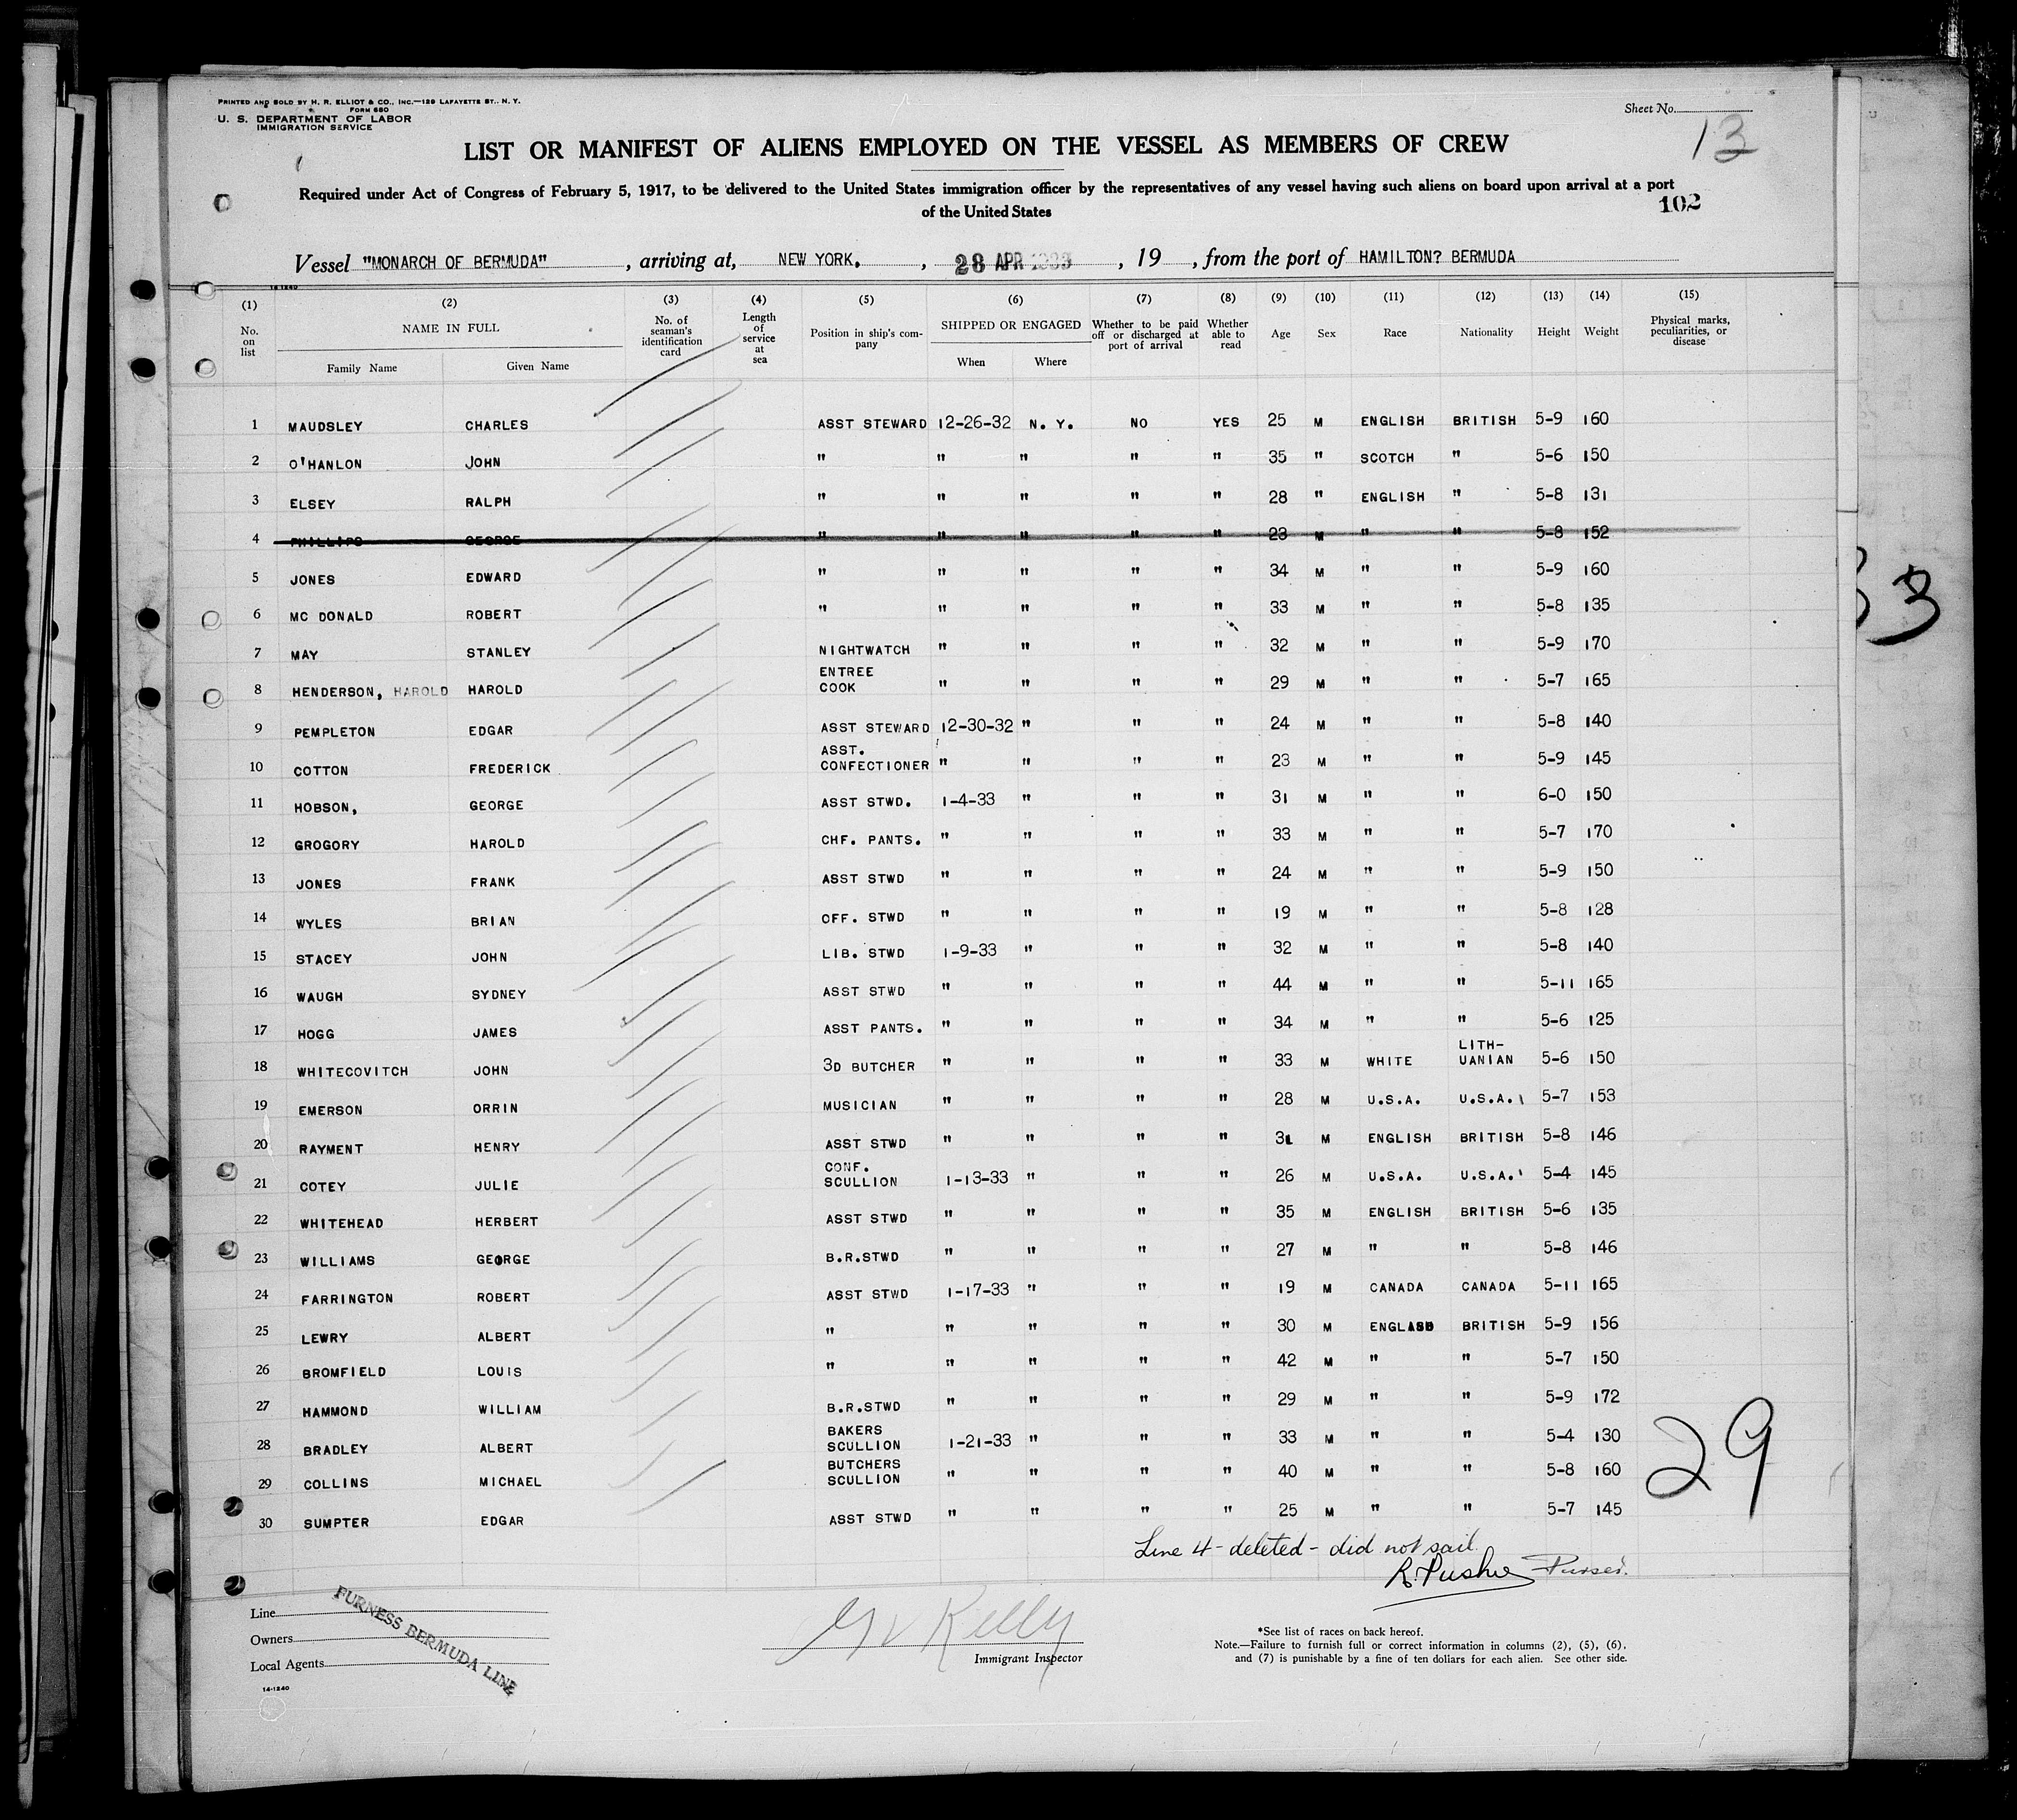 PRINTED AND SOLD BY H. R. ELLIOT & CO., INC.—129 LAFAYETTE ST., N. Y.
FORM 680
U. S. DEPARTMENT OF LABOR
IMMIGRATION SERVICE
Sheet No.
13
LIST OR MANIFEST OF ALIENS EMPLOYED ON THE VESSEL AS MEMBERS OF CREW
Required under Act of Congress of February 5, 1917, to be delivered to the United States immigration officer by the representatives of any vessel having such aliens on board upon arrival at a port
of the United States
102
Vessel "MONARCH OF BERMUDA" , arriving at, NEW YORK. , 28 APR 1933 , 19 , from the port of HAMILTON? BERMUDA
14-1240
(1) (2) (3) (4) (5) (6) (7) (8) (9) (10) (11) (12) (13) (14) (15)
No. on list NAME IN FULL Family Name Given Name No. of seaman's identification card Length of service at sea Position in ship's company SHIPPED OR ENGAGED When Where Whether to be paid off or discharged at port of arrival Whether able to read Age Sex Race Nationality Height Weight Physical marks, peculiarities, or disease
1 MAUDSLEY CHARLES ASST STEWARD 12-26-32 N. Y. NO YES 25 M ENGLISH BRITISH 5-9 160
2 O'HANLON JOHN " " " " " 35 " SCOTCH " 5-6 150
3 ELSEY RALPH " " " " " 28 " ENGLISH " 5-8 131
4 PHILLIPS GEORGE " " " " " 23 M " " 5-8 152
5 JONES EDWARD " " " " " 34 M " " 5-9 160
6 MC DONALD ROBERT " " " " " 33 M " " 5-8 135
7 MAY STANLEY NIGHTWATCH " " " " 32 M " " 5-9 170
8 HENDERSON, HAROLD HAROLD ENTREE COOK " " " " 29 M " " 5-7 165
9 PEMPLETON EDGAR ASST STEWARD 12-30-32 " " " 24 M " " 5-8 140
10 COTTON FREDERICK ASST. CONFECTIONER " " " " 23 M " " 5-9 145
11 HOBSON, GEORGE ASST STWD. 1-4-33 " " " 31 M " " 6-0 150
12 GROGORY HAROLD CHF. PANTS. " " " " 33 M " " 5-7 170
13 JONES FRANK ASST STWD " " " " 24 M " " 5-9 150
14 WYLES BRIAN OFF. STWD " " " " 19 M " " 5-8 128
15 STACEY JOHN LIB. STWD 1-9-33 " " " 32 M " " 5-8 140
16 WAUGH SYDNEY ASST STWD " " " " 44 M " " 5-11 165
17 HOGG JAMES ASST PANTS. " " " " 34 M " " 5-6 125
18 WHITECOVITCH JOHN 3D BUTCHER " " " " 33 M WHITE LITH-UANIAN 5-6 150
19 EMERSON ORRIN MUSICIAN " " " " 28 M U.S.A. U.S.A. 5-7 153
20 RAYMENT HENRY ASST STWD " " " " 31 M ENGLISH BRITISH 5-8 146
21 COTEY JULIE CONF. SCULLION 1-13-33 " " " 26 M U.S.A. U.S.A. 5-4 145
22 WHITEHEAD HERBERT ASST STWD " " " " 35 M ENGLISH BRITISH 5-6 135
23 WILLIAMS GEORGE B.R.STWD " " " " 27 M " " 5-8 146
24 FARRINGTON ROBERT ASST STWD 1-17-33 " " " 19 M CANADA CANADA 5-11 165
25 LEWRY ALBERT " " " " " 30 M BRITISH 5-9 156
26 BROMFIELD LOUIS " " " " " 42 M " " 5-7 150
27 HAMMOND WILLIAM B.R.STWD " " " " 29 M " " 5-9 172
28 BRADLEY ALBERT BAKERS SCULLION 1-21-33 " " " 33 M " " 5-4 130
29 COLLINS MICHAEL BUTCHERS SCULLION " " " " 40 M " " 5-8 160
30 SUMPTER EDGAR ASST STWD " " " " 25 M " " 5-7 145
29
Line 4 - deleted - did not sail.
Purser.
Line
Owners
Local Agents
FURNESS BERMUDA LINE
14-1240
Kelly
Immigrant Inspector
*See list of races on back hereof.
Note.—Failure to furnish full or correct information in columns (2), (5), (6),
and (7) is punishable by a fine of ten dollars for each alien. See other side.
33